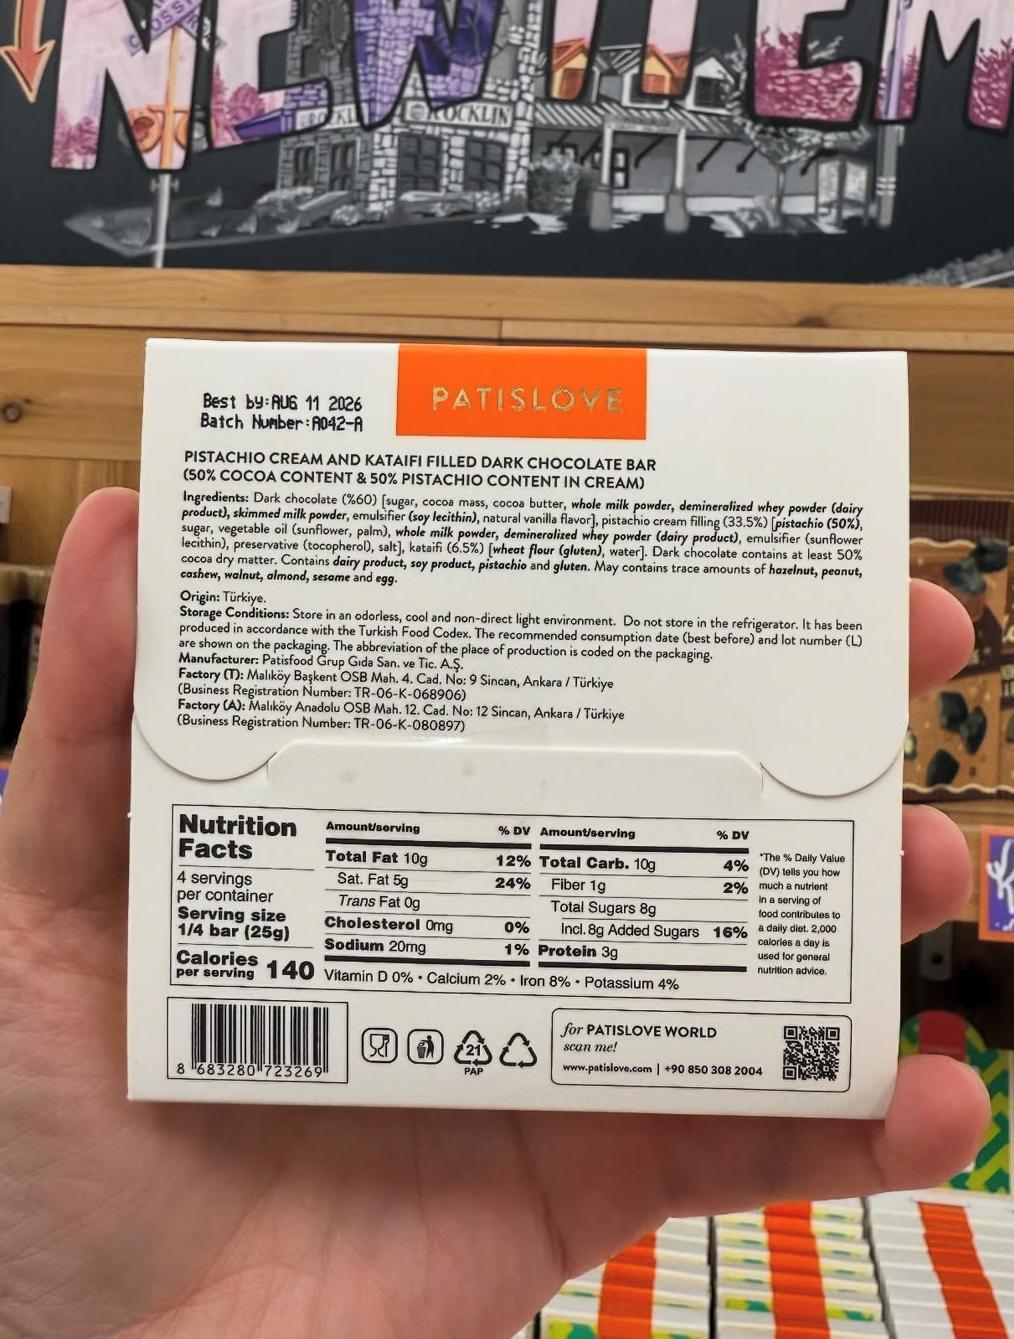 NEW ITEM
CROSSI
ROCKLIN
Best by:AUG 11 2026
Batch Number:A042-A
PATISLOVE
PISTACHIO CREAM AND KATAIFI FILLED DARK CHOCOLATE BAR
(50% COCOA CONTENT & 50% PISTACHIO CONTENT IN CREAM)
Ingredients: Dark chocolate (%60) [sugar, cocoa mass, cocoa butter, whole milk powder, demineralized whey powder (dairy
product), skimmed milk powder, emulsifier (soy lecithin), natural vanilla flavor], pistachio cream filling (33.5%) [pistachio (50%),
sugar, vegetable oil (sunflower, palm), whole milk powder, demineralized whey powder (dairy product), emulsifier (sunflower
lecithin), preservative (tocopherol), salt], kataifi (6.5%) [wheat flour (gluten), water]. Dark chocolate contains at least 50%
cocoa dry matter. Contains dairy product, soy product, pistachio and gluten. May contains trace amounts of hazelnut, peanut,
cashew, walnut, almond, sesame and egg.
Origin: Türkiye.
Storage Conditions: Store in an odorless, cool and non-direct light environment. Do not store in the refrigerator. It has been
produced in accordance with the Turkish Food Codex. The recommended consumption date (best before) and lot number (L)
are shown on the packaging. The abbreviation of the place of production is coded on the packaging.
Manufacturer: Patisfood Grup Gıda San. ve Tic. A.Ş.
Factory (T): Malıköy Başkent OSB Mah. 4. Cad. No: 9 Sincan, Ankara / Türkiye
(Business Registration Number: TR-06-K-068906)
Factory (A): Malıköy Anadolu OSB Mah. 12. Cad. No: 12 Sincan, Ankara / Türkiye
(Business Registration Number: TR-06-K-080897)
Nutrition
Facts
4 servings
per container
Serving size
1/4 bar (25g)
Calories
per serving 140
Amount/serving % DV
Total Fat 10g 12%
Sat. Fat 5g 24%
Trans Fat 0g
Cholesterol 0mg 0%
Sodium 20mg 1%
Amount/serving % DV
Total Carb. 10g 4%
Fiber 1g 2%
Total Sugars 8g
Incl. 8g Added Sugars 16%
Protein 3g
Vitamin D 0% • Calcium 2% • Iron 8% • Potassium 4%
*The % Daily Value
(DV) tells you how
much a nutrient
in a serving of
food contributes to
a daily diet. 2,000
calories a day is
used for general
nutrition advice.
8 683280 723269
21
PAP
for PATISLOVE WORLD
scan me!
www.patislove.com | +90 850 308 2004